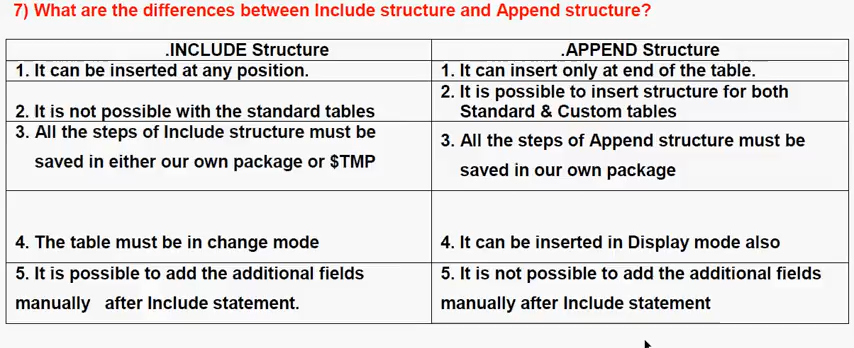 7) What are the differences between Include structure and Append structure?
.INCLUDE Structure
.APPEND Structure
1. It can be inserted at any position.
1. It can insert only at end of the table.
2. It is not possible with the standard tables
2. It is possible to insert structure for both
Standard & Custom tables
3. All the steps of Include structure must be
saved in either our own package or $TMP
3. All the steps of Append structure must be
saved in our own package
4. The table must be in change mode
4. It can be inserted in Display mode also
5. It is possible to add the additional fields
manually after Include statement.
5. It is not possible to add the additional fields
manually after Include statement